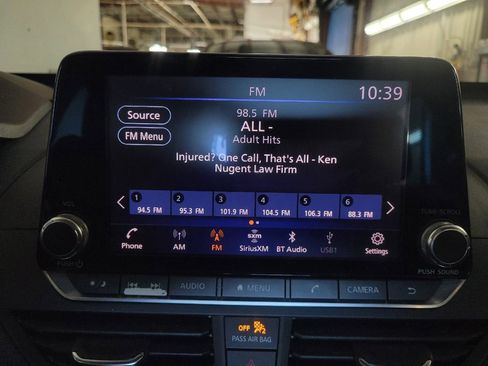 FM
10:39
Source
98.5 FM
ALL -
FM Menu
Adult Hits
Injured? One Call, That's All - Ken
Nugent Law Firm
1
2
3
4
5
6
94.5 FM
95.3 FM
101.9 FM
104.5 FM
106.3 FM
88.3 FM
VOL
TUNE·SCROLL
Phone
AM
FM
sxm
SiriusXM
BT Audio
USB1
Settings
PUSH
PUSH SOUND
AUDIO
MENU
CAMERA
OFF
2
PASS AIR BAG